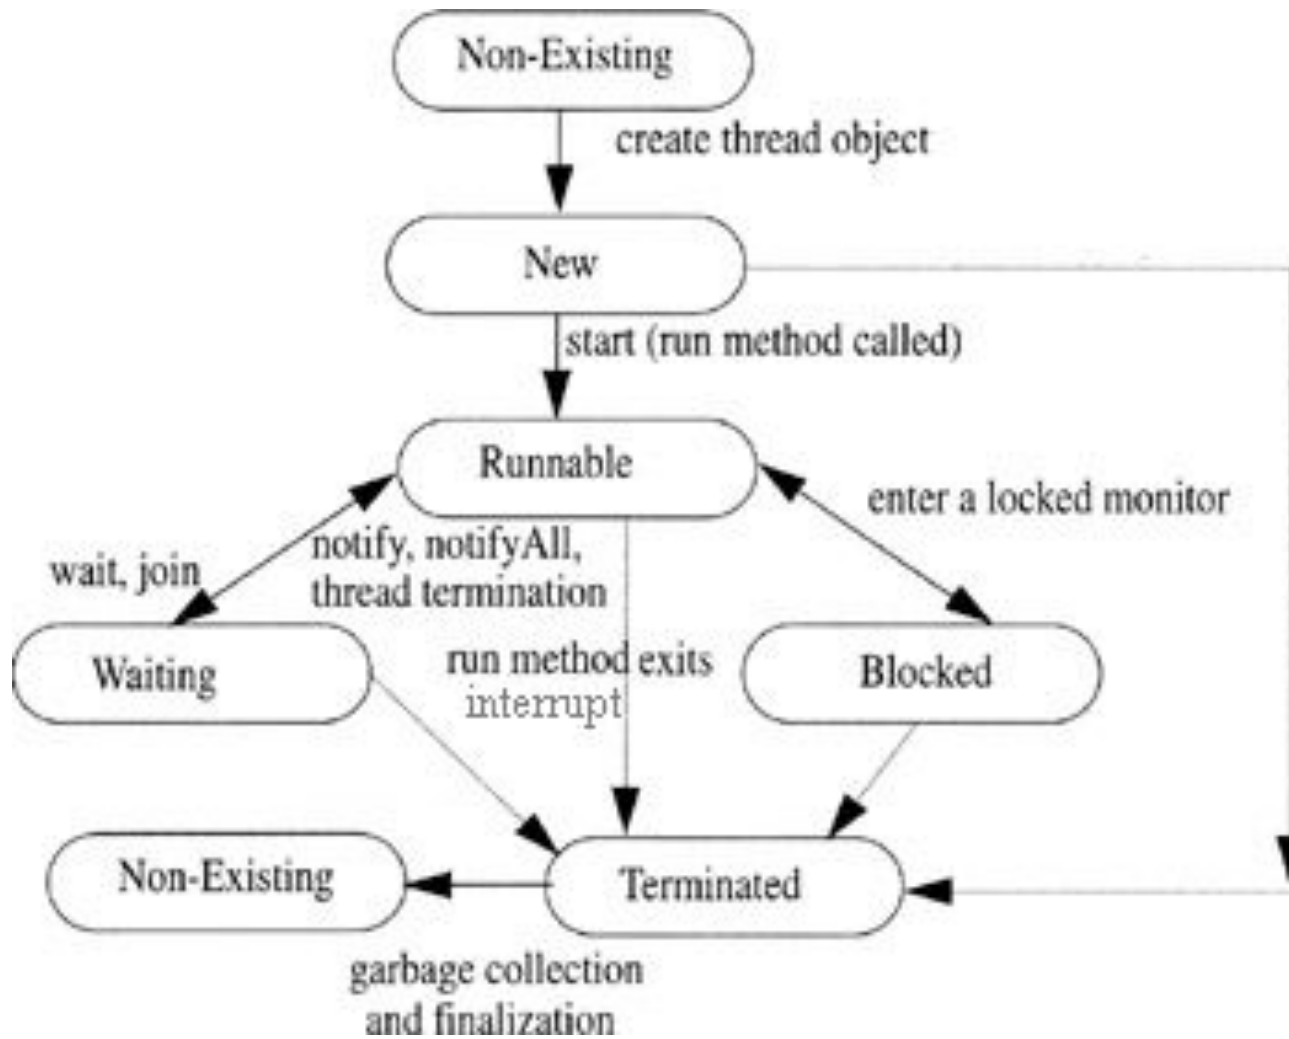 Non-Existing
create thread object
New
start (run method called)
Runnable
enter a locked monitor
wait, join
notify, notifyAll,
thread termination
Waiting
run method exits
interrupt
Blocked
Non-Existing
Terminated
garbage collection
and finalization